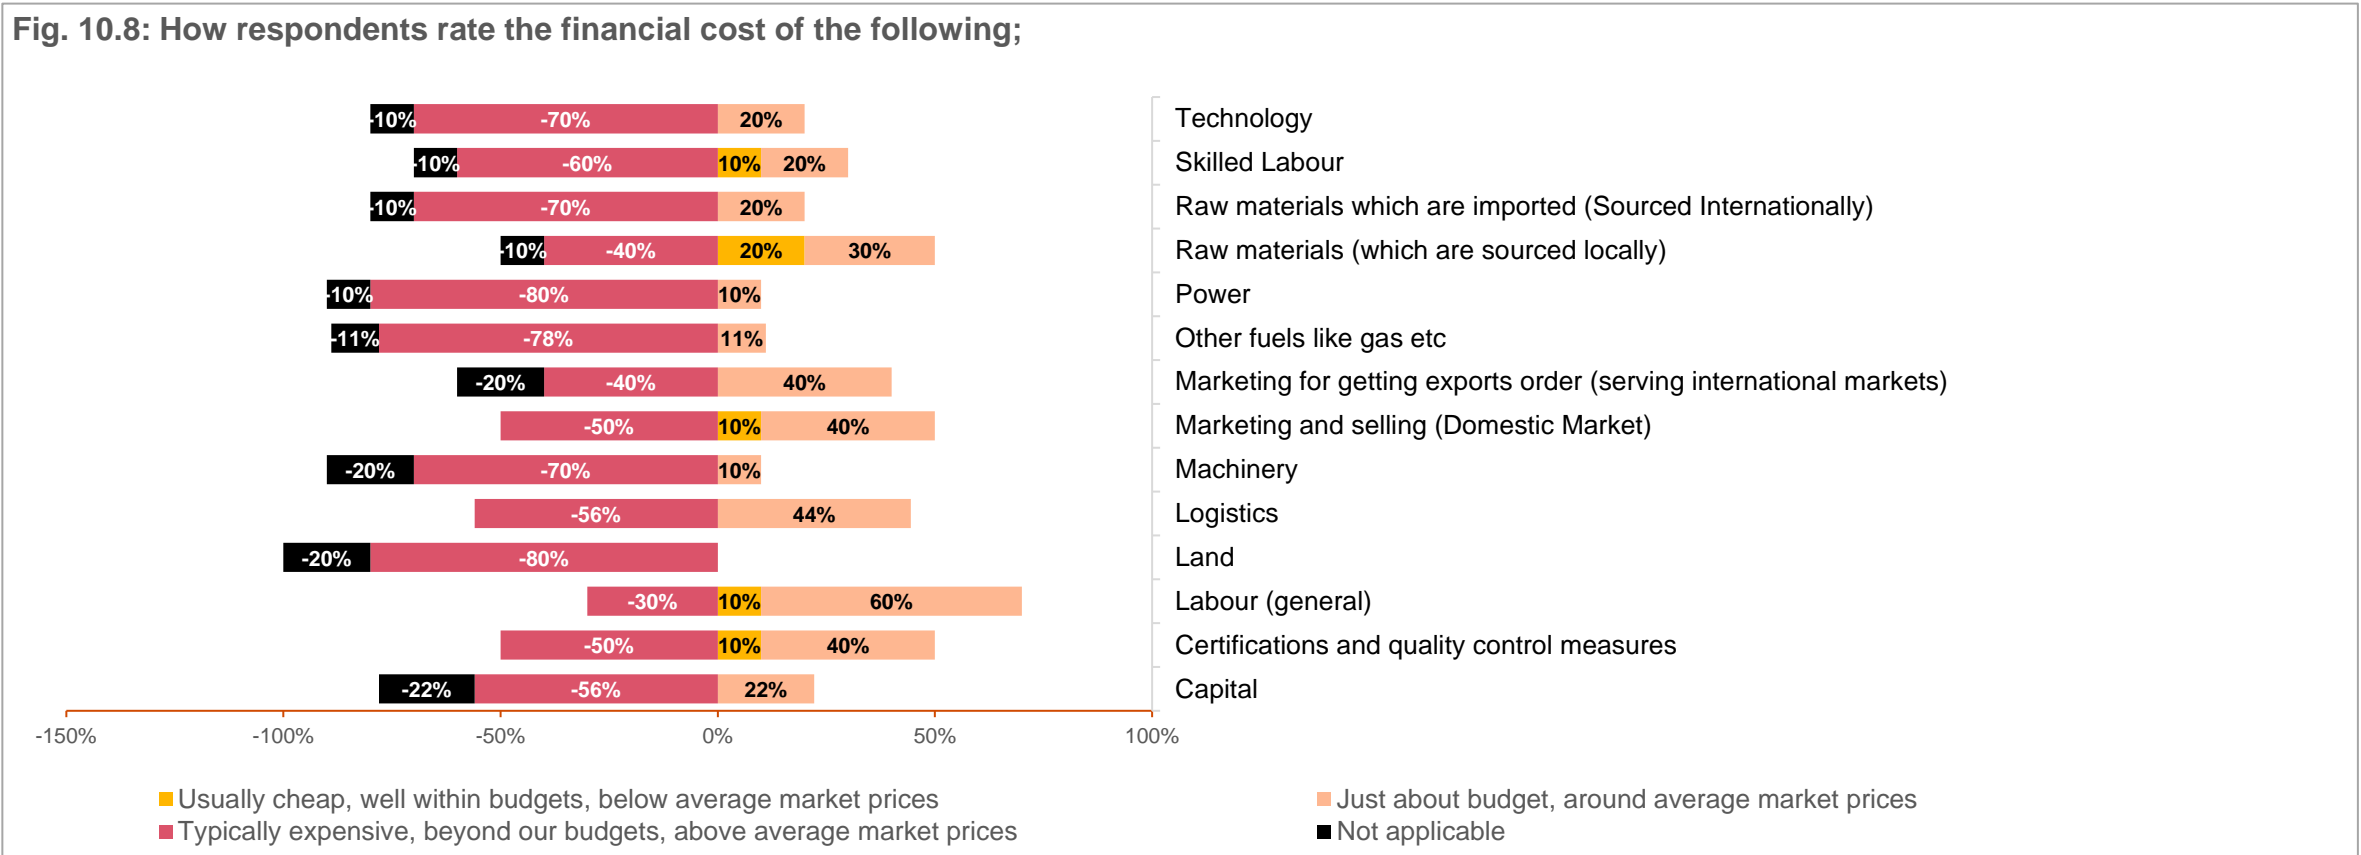 Fig. 10.8: How respondents rate the financial cost of the following;
-10% -70% 20% Technology
-10% -60% 10% 20% Skilled Labour
-10% -70% 20% Raw materials which are imported (Sourced Internationally)
-10% -40% 20% 30% Raw materials (which are sourced locally)
-10% -80% 10% Power
-11% -78% 11% Other fuels like gas etc
-20% -40% 40% Marketing for getting exports order (serving international markets)
-50% 10% 40% Marketing and selling (Domestic Market)
-20% -70% 10% Machinery
-56% 44% Logistics
-20% -80% Land
-30% 10% 60% Labour (general)
-50% 10% 40% Certifications and quality control measures
-22% -56% 22% Capital
-150% -100% -50% 0% 50% 100%
Usually cheap, well within budgets, below average market prices Just about budget, around average market prices
Typically expensive, beyond our budgets, above average market prices Not applicable